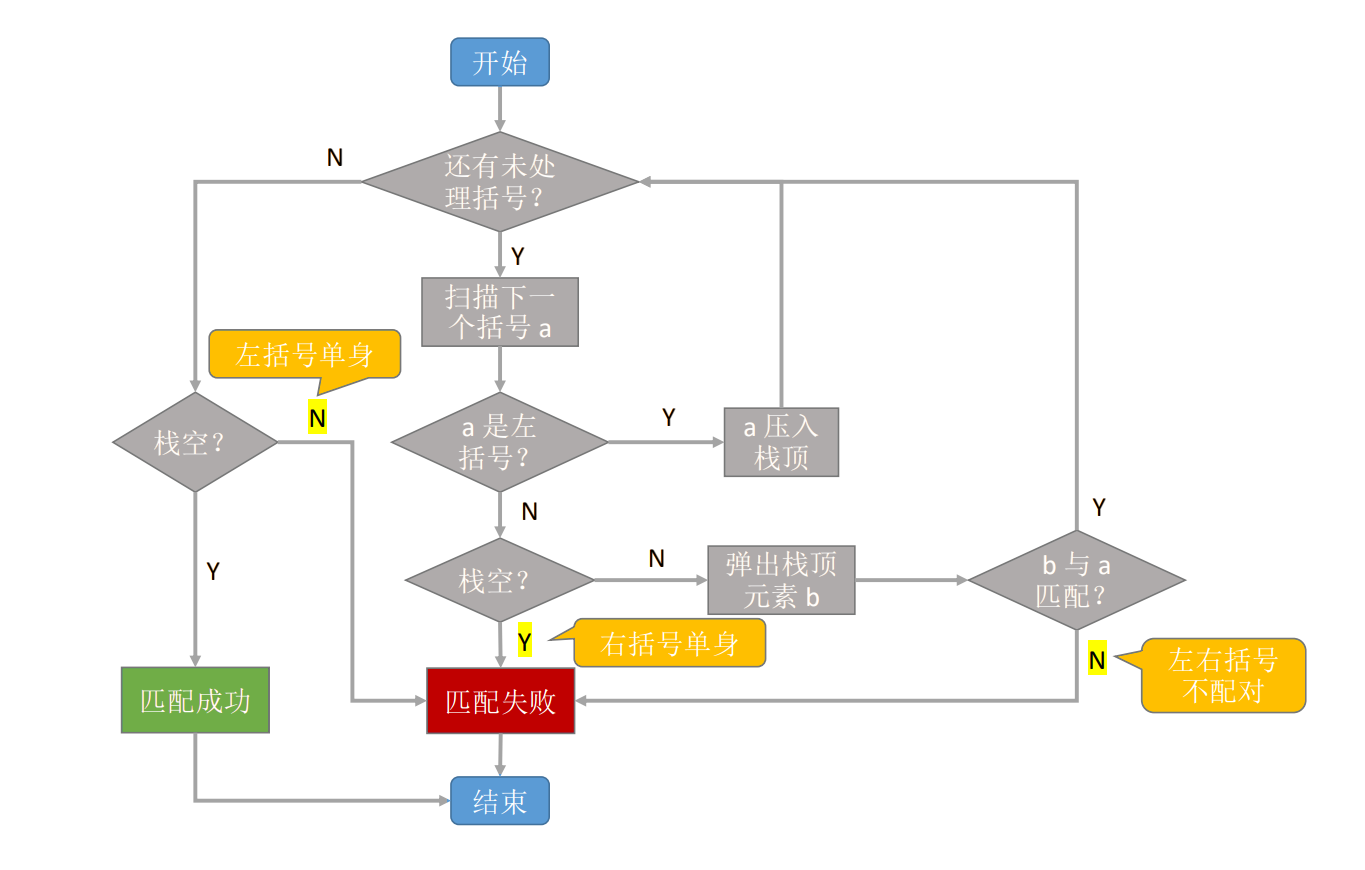 开始
N
还有未处
理括号？
Y
扫描下一
个括号 a
左括号单身
N
栈空？
a 是左
括号？
Y
a 压入
栈顶
N
Y
栈空？
N
弹出栈顶
元素 b
b 与 a
匹配？
Y
Y
右括号单身
N
左右括号
不配对
匹配成功
匹配失败
结束